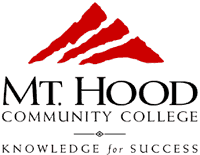 MT. HOOD
COMMUNITY COLLEGE
KNOWLEDGE for SUCCESS